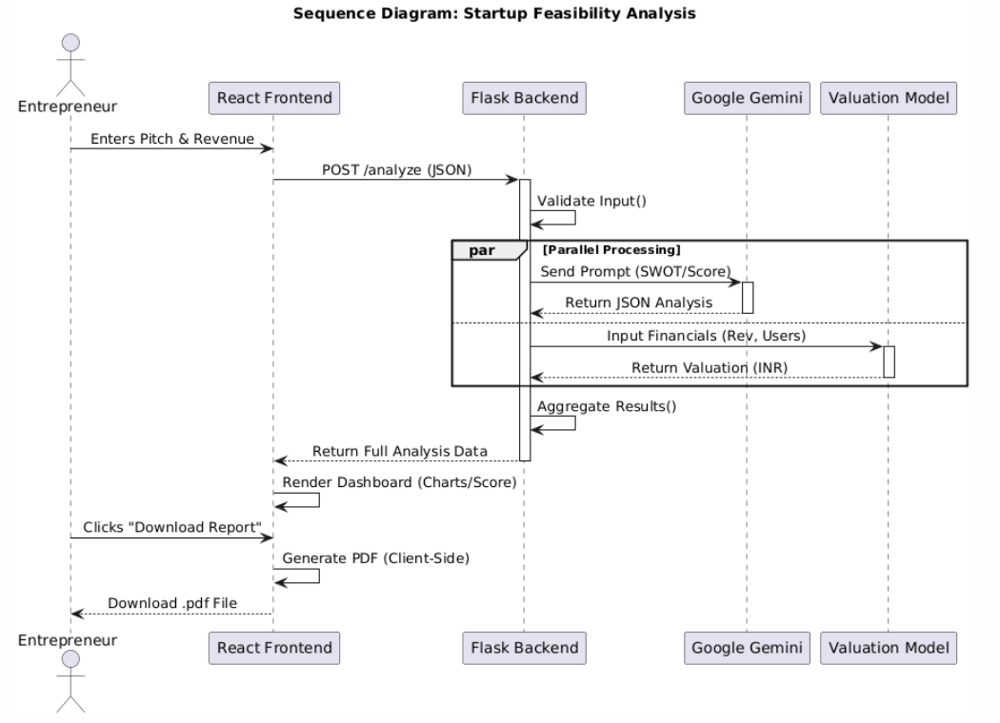 Sequence Diagram: Startup Feasibility Analysis
Entrepreneur
React Frontend
Flask Backend
Google Gemini
Valuation Model
Enters Pitch & Revenue
POST /analyze (JSON)
Validate Input()
par
[Parallel Processing]
Send Prompt (SWOT/Score)
Return JSON Analysis
Input Financials (Rev, Users)
Return Valuation (INR)
Aggregate Results()
Return Full Analysis Data
Render Dashboard (Charts/Score)
Clicks "Download Report"
Generate PDF (Client-Side)
Download .pdf File
Entrepreneur
React Frontend
Flask Backend
Google Gemini
Valuation Model